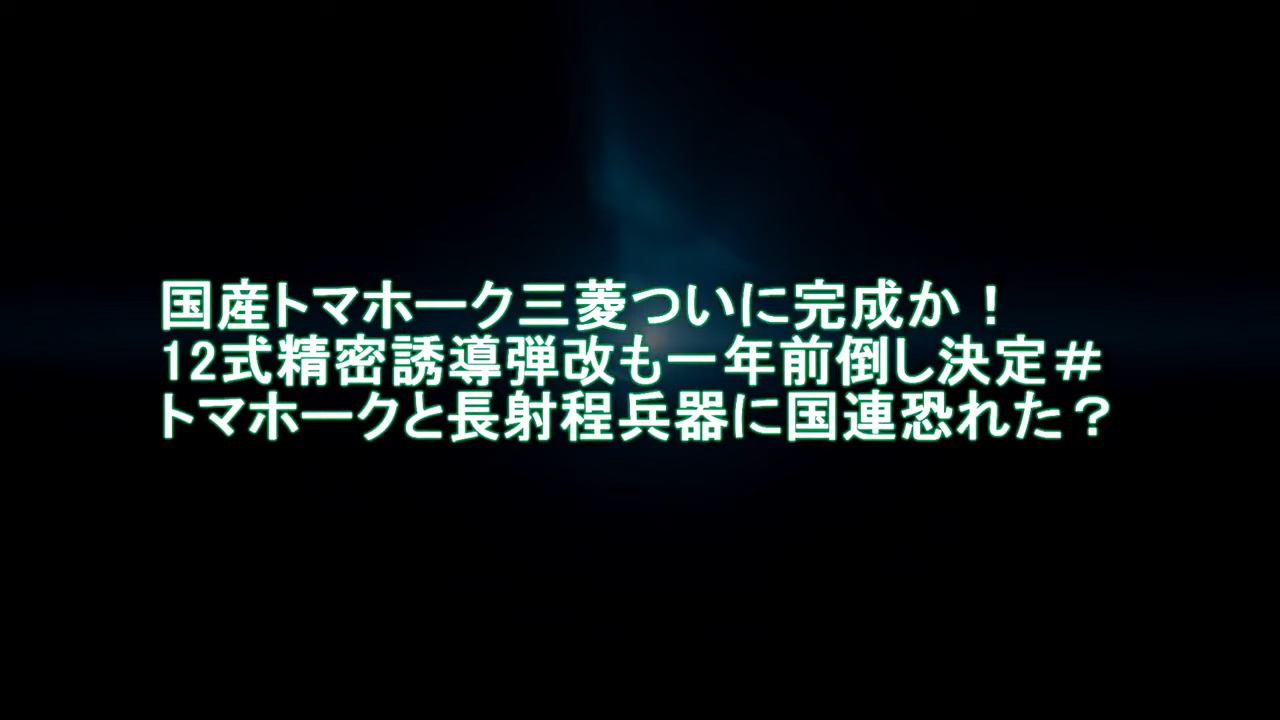 国産トマホーク三菱ついに完成か！
12式精密誘導弾改も一年前倒し決定＃
トマホークと長射程兵器に国連恐れた？